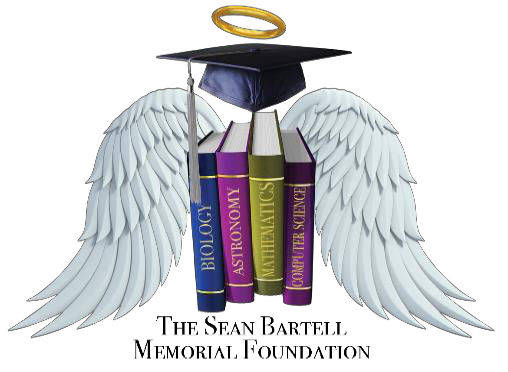 BIOLOGY
ASTRONOMY
MATHEMATICS
COMPUTER SCIENCE
THE SEAN BARTELL
MEMORIAL FOUNDATION